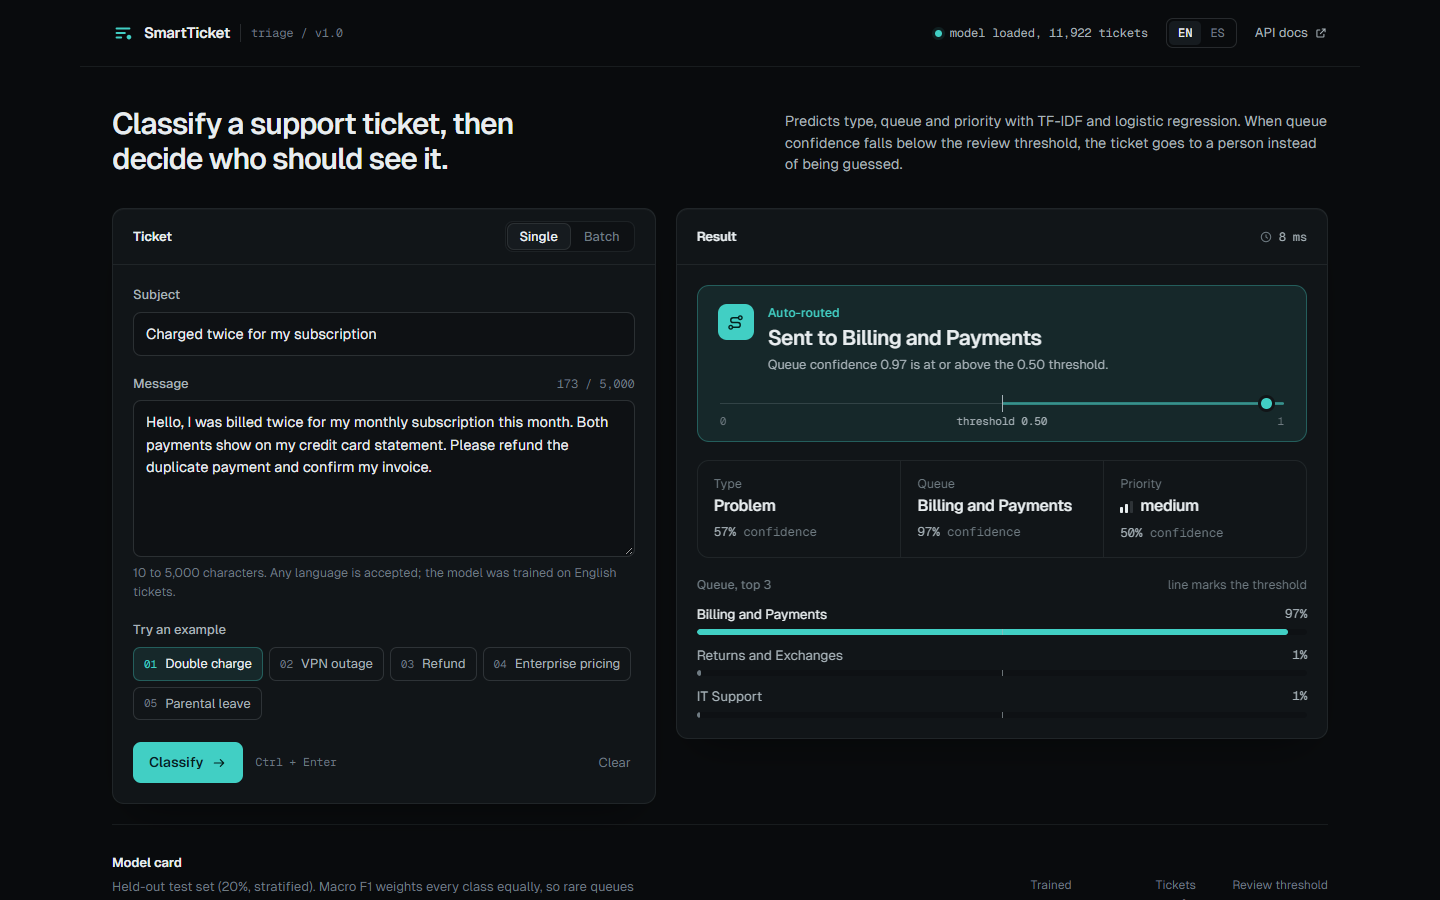 SmartTicket
triage / v1.0
model loaded, 11,922 tickets
EN
ES
API docs
Classify a support ticket, then
decide who should see it.
Predicts type, queue and priority with TF-IDF and logistic regression. When queue
confidence falls below the review threshold, the ticket goes to a person instead
of being guessed.
Ticket
Single
Batch
Subject
Charged twice for my subscription
Message
173 / 5,000
Hello, I was billed twice for my monthly subscription this month. Both
payments show on my credit card statement. Please refund the
duplicate payment and confirm my invoice.
10 to 5,000 characters. Any language is accepted; the model was trained on English
tickets.
Try an example
01 Double charge
02 VPN outage
03 Refund
04 Enterprise pricing
05 Parental leave
Classify
Ctrl + Enter
Clear
Result
8 ms
Auto-routed
Sent to Billing and Payments
Queue confidence 0.97 is at or above the 0.50 threshold.
0
threshold 0.50
1
Type
Problem
57% confidence
Queue
Billing and Payments
97% confidence
Priority
medium
50% confidence
Queue, top 3
line marks the threshold
Billing and Payments
97%
Returns and Exchanges
1%
IT Support
1%
Model card
Held-out test set (20%, stratified). Macro F1 weights every class equally, so rare queues
Trained
Tickets
Review threshold